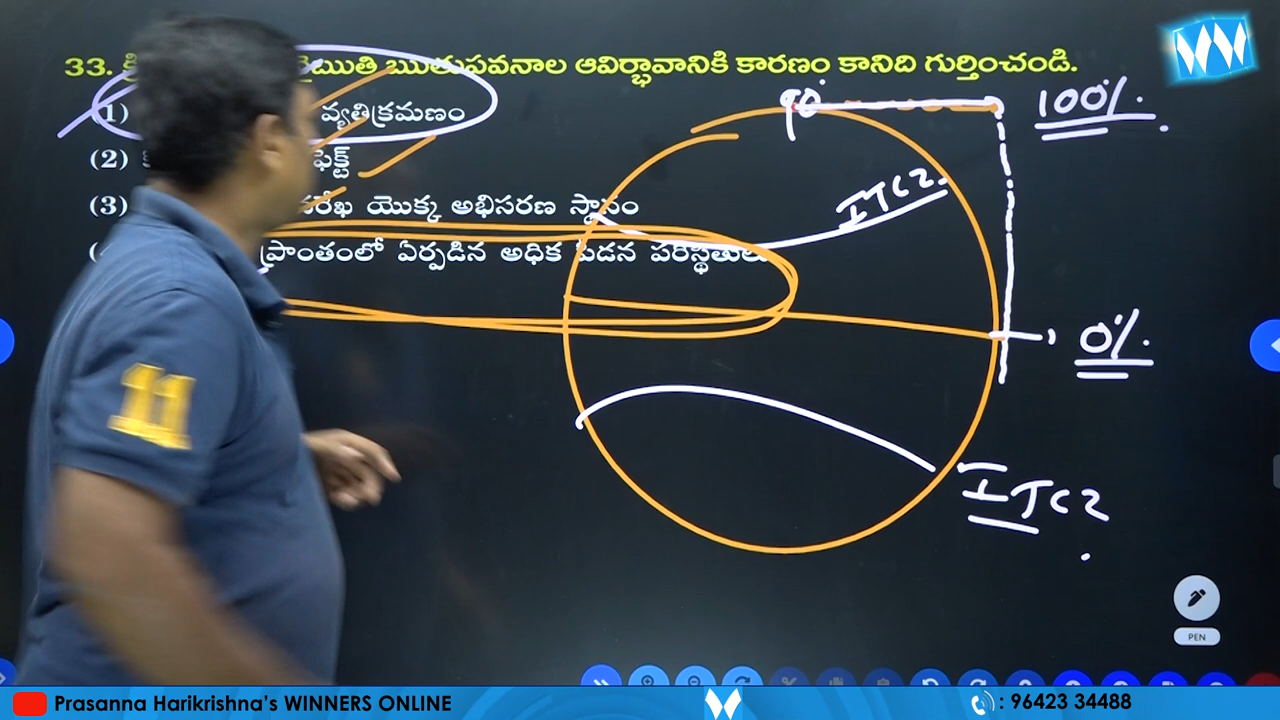 33. నైఋతి ఋతుపవనాల ఆవిర్భావానికి కారణం కానిది గుర్తించండి.
(1) వ్యతిక్రమణం
(2) ఫెక్ట్
(3) యొక్క అభిసరణ స్థానం
ప్రాంతంలో ఏర్పడిన అధిక పీడన పరిస్థితులు
90°
100%.
ITCZ.
0%.
ITCZ
PEN
Prasanna Harikrishna's WINNERS ONLINE
: 96423 34488